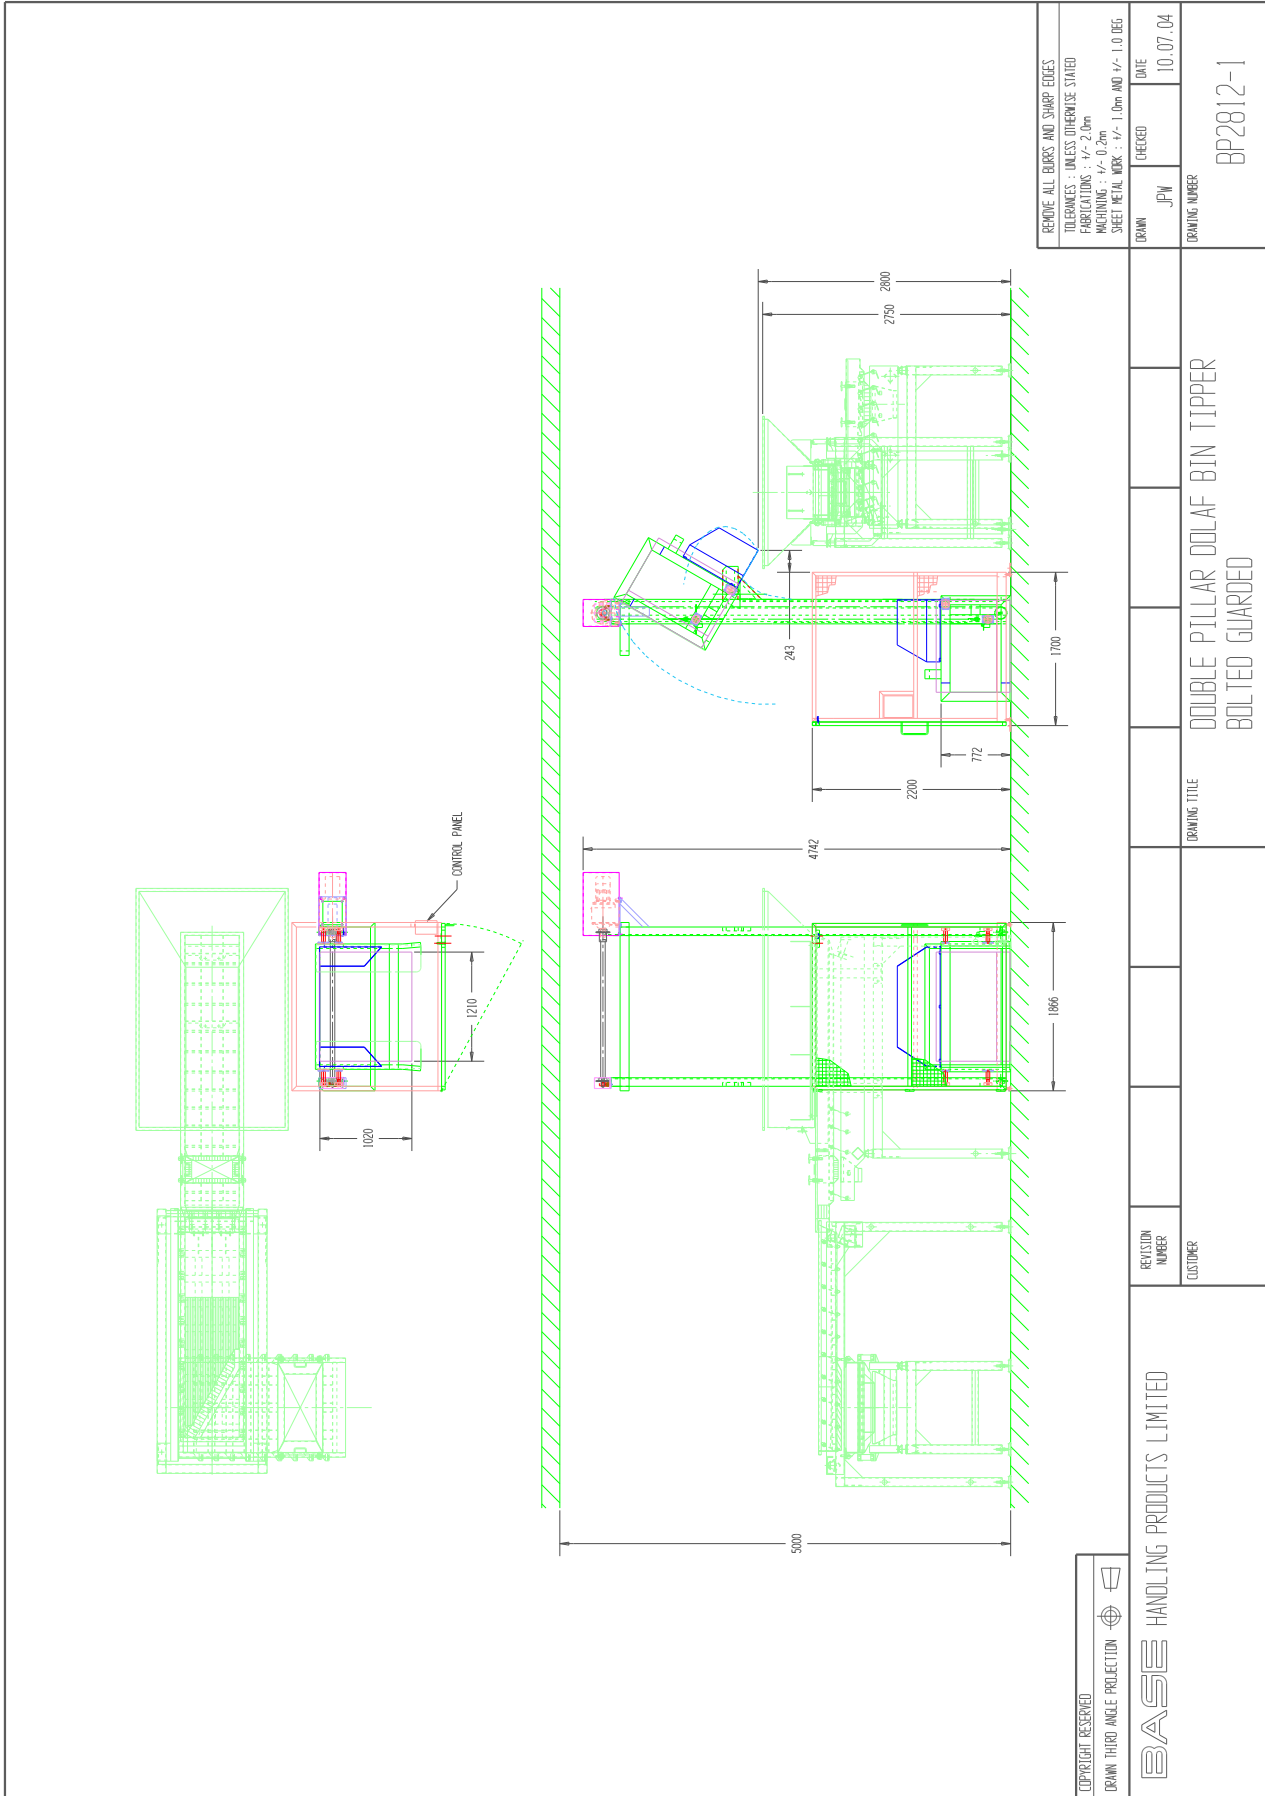 CONTROL PANEL
1020
1210
5000
4742
1866
2200
772
1700
243
2750
2800
COPYRIGHT RESERVED
DRAWN THIRD ANGLE PROJECTION
BASE HANDLING PRODUCTS LIMITED
REVISION
NUMBER
CUSTOMER
DRAWING TITLE
DOUBLE PILLAR DOLAF BIN TIPPER
BOLTED GUARDED
REMOVE ALL BURRS AND SHARP EDGES
TOLERANCES : UNLESS OTHERWISE STATED
FABRICATIONS : +/- 2.0mm
MACHINING : +/- 0.2mm
SHEET METAL WORK : +/- 1.0mm AND +/- 1.0 DEG
DRAWN
JPW
CHECKED
DATE
10.07.04
DRAWING NUMBER
BP2812-1